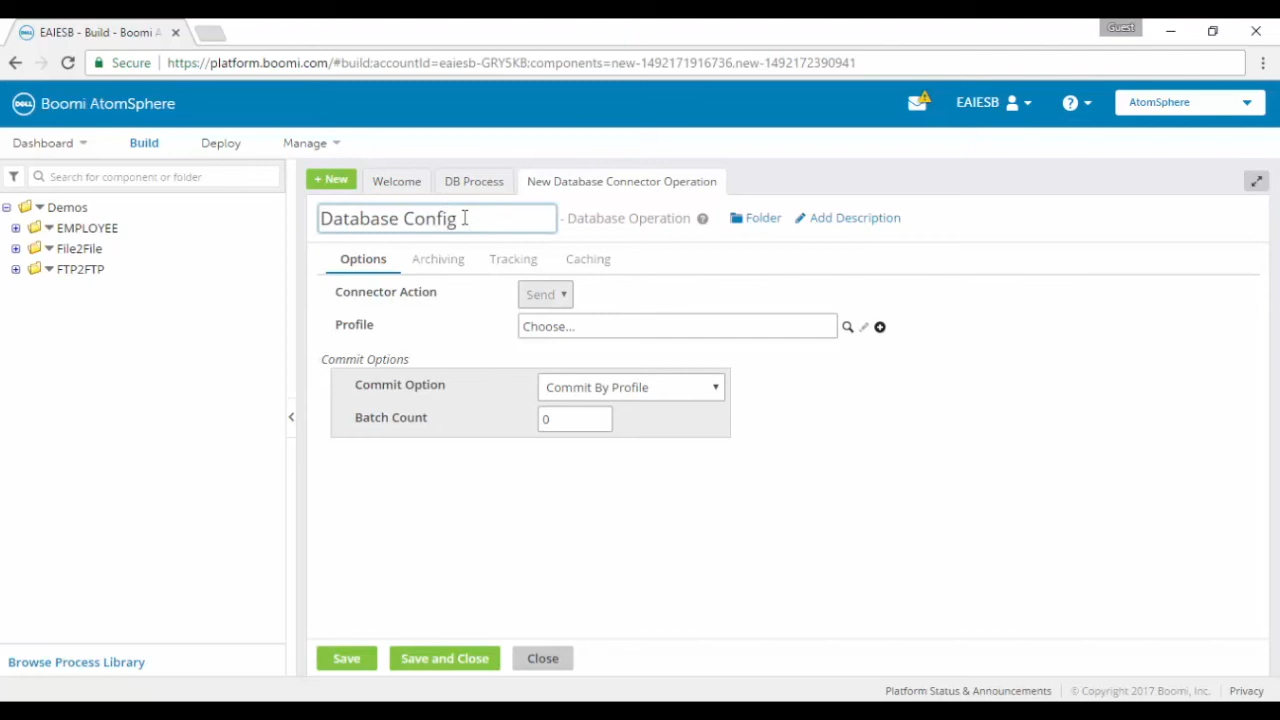 EAIESB - Build - Boomi A
Guest
Secure
https://platform.boomi.com/#build:accountId=eaiesb-GRY5KB:components=new-1492171916736,new-1492172390941
DELL Boomi AtomSphere
EAIESB
AtomSphere
Dashboard Build Deploy Manage
Search for component or folder
+ New Welcome DB Process New Database Connector Operation
Demos
EMPLOYEE
File2File
FTP2FTP
Database Config - Database Operation Folder Add Description
Options Archiving Tracking Caching
Connector Action Send
Profile Choose...
Commit Options
Commit Option Commit By Profile
Batch Count 0
Browse Process Library
Save Save and Close Close
Platform Status & Announcements © Copyright 2017 Boomi, Inc. Privacy